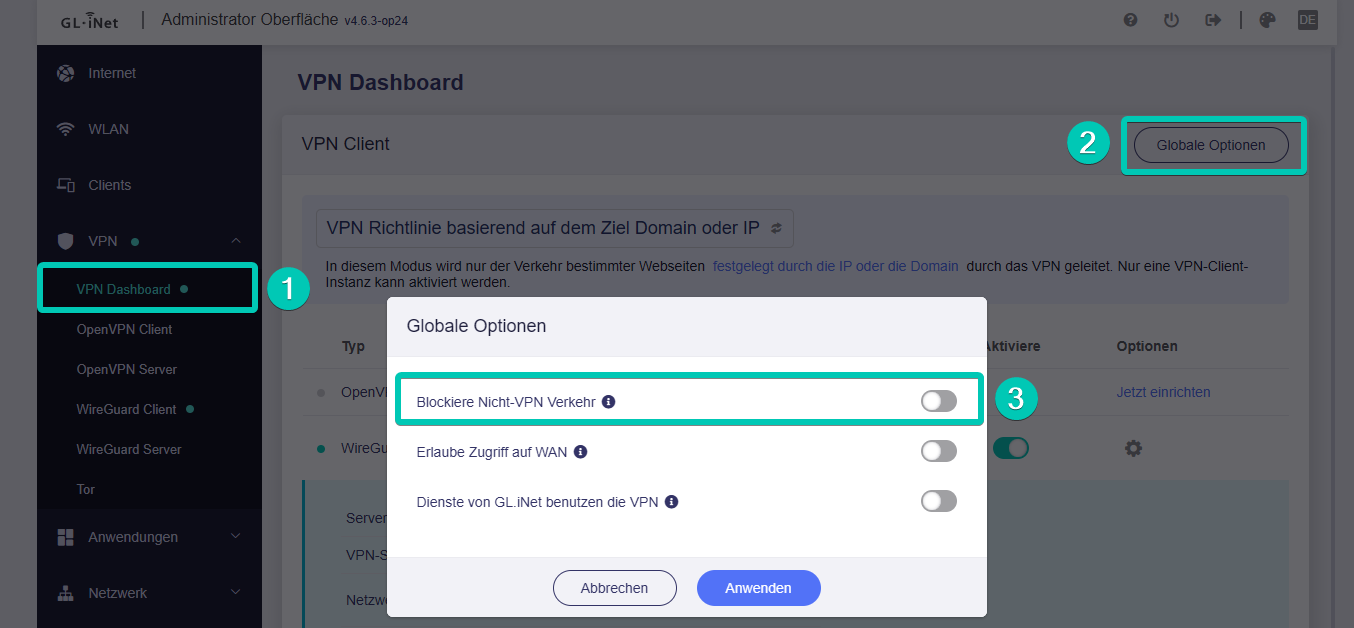 GL·iNet
Administrator Oberfläche v4.6.3-op24
DE
Internet
WLAN
Clients
VPN
VPN Dashboard
1
OpenVPN Client
OpenVPN Server
WireGuard Client
WireGuard Server
Tor
Anwendungen
Netzwerk
VPN Dashboard
VPN Client
2
Globale Optionen
VPN Richtlinie basierend auf dem Ziel Domain oder IP
In diesem Modus wird nur der Verkehr bestimmter Webseiten festgelegt durch die IP oder die Domain durch das VPN geleitet. Nur eine VPN-Client-
Instanz kann aktiviert werden.
Typ
Aktiviere
Optionen
OpenV
Jetzt einrichten
WireGu
Server
VPN-S
Netzw
Globale Optionen
Blockiere Nicht-VPN Verkehr
3
Erlaube Zugriff auf WAN
Dienste von GL.iNet benutzen die VPN
Abbrechen
Anwenden